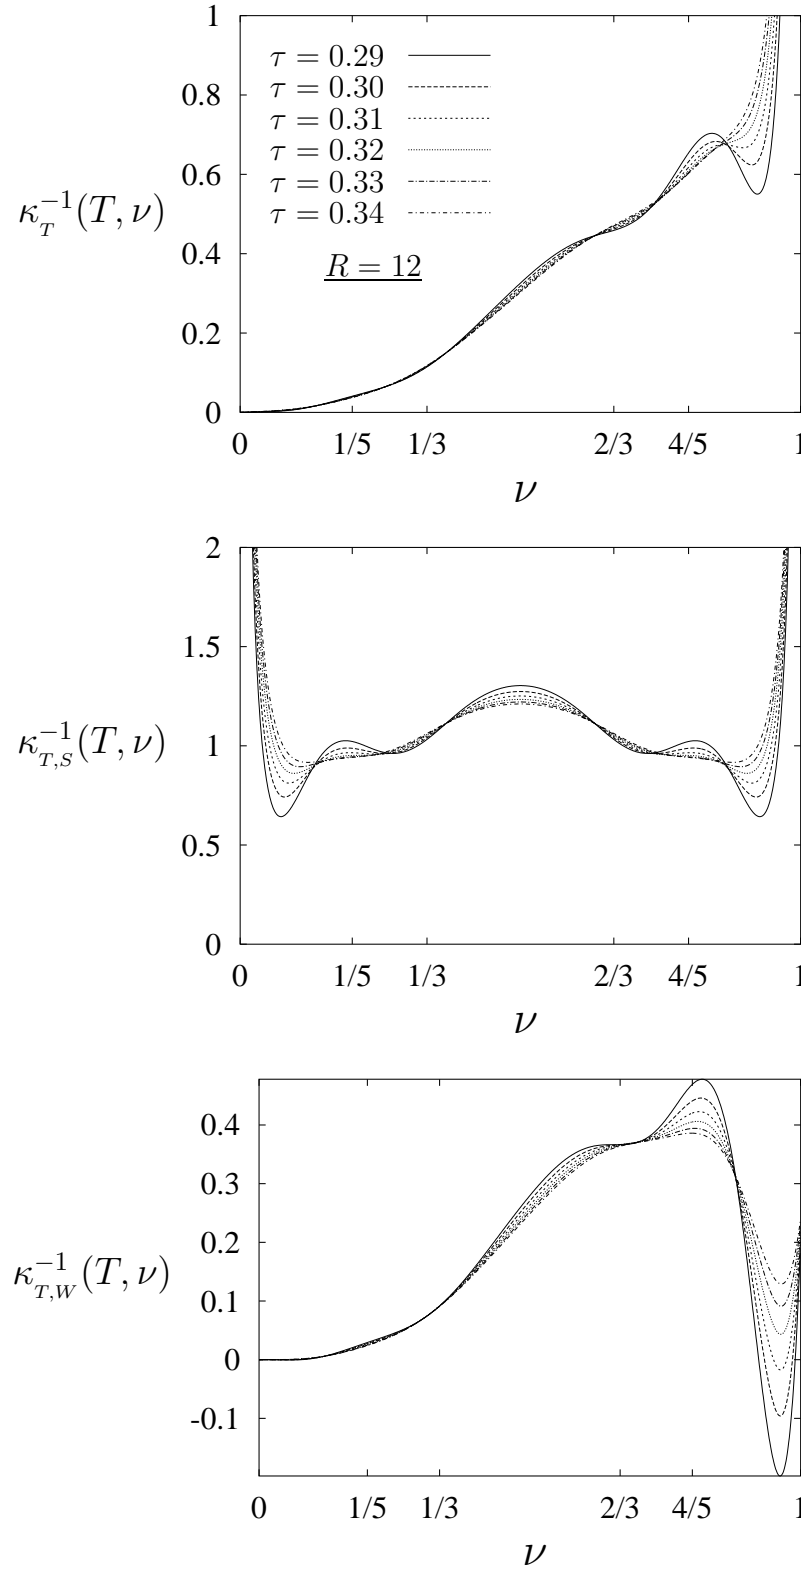 1
0.8
0.6
0.4
0.2
0
κ_T^{-1}(T, ν)
τ = 0.29
τ = 0.30
τ = 0.31
τ = 0.32
τ = 0.33
τ = 0.34
R = 12
0 1/5 1/3 2/3 4/5 1
ν
2
1.5
1
0.5
0
κ_{T,S}^{-1}(T, ν)
0 1/5 1/3 2/3 4/5 1
ν
0.4
0.3
0.2
0.1
0
-0.1
κ_{T,W}^{-1}(T, ν)
0 1/5 1/3 2/3 4/5 1
ν